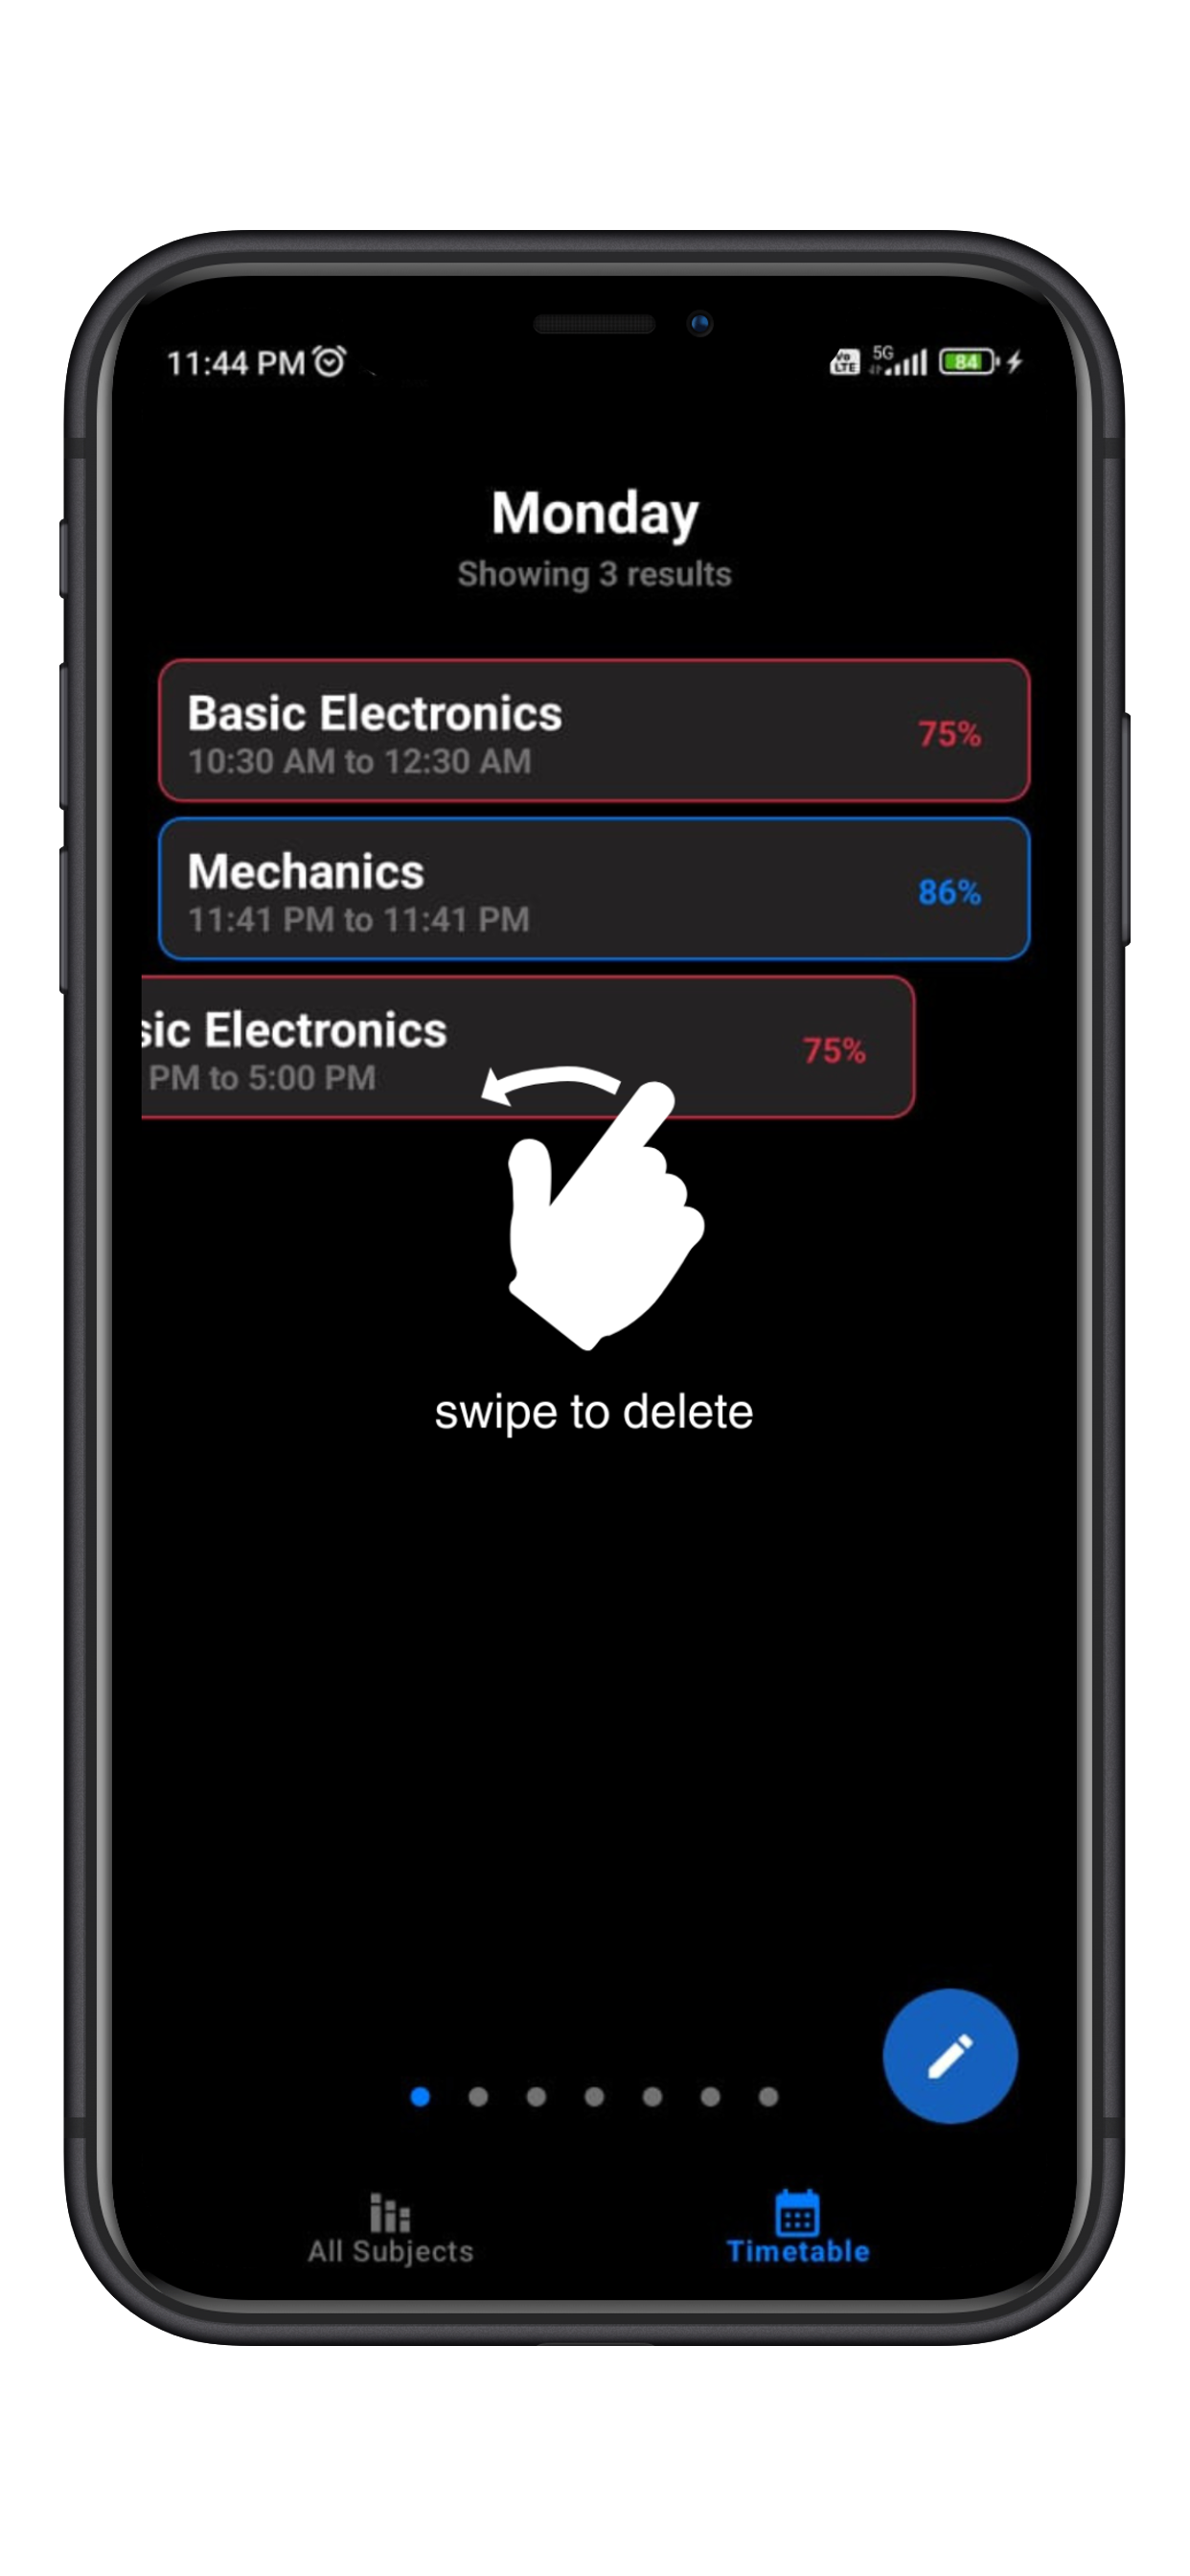 11:44 PM
Vo LTE
5G
84
Monday
Showing 3 results
Basic Electronics
10:30 AM to 12:30 AM
75%
Mechanics
11:41 PM to 11:41 PM
86%
sic Electronics
PM to 5:00 PM
75%
swipe to delete
All Subjects
Timetable